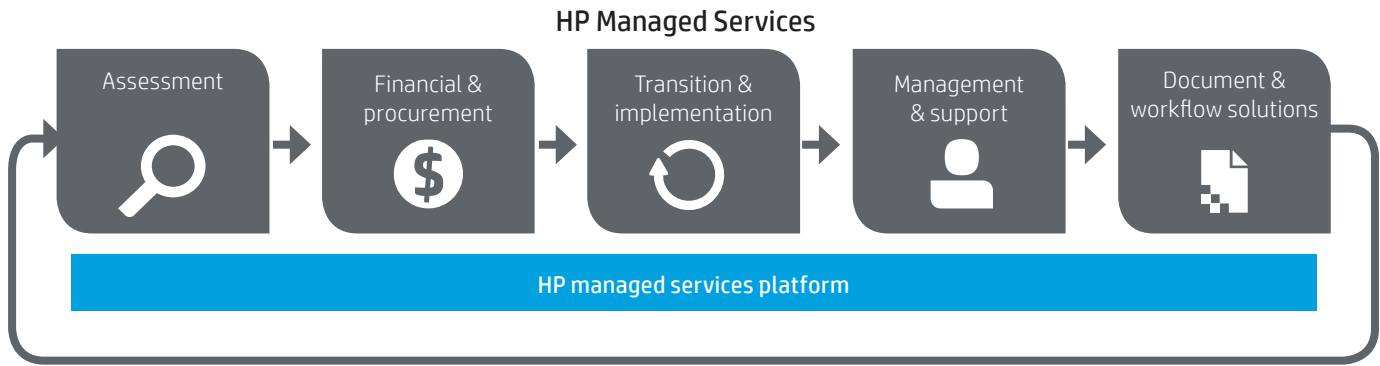 HP Managed Services
Assessment
Financial &
procurement
Transition &
implementation
Management
& support
Document &
workflow solutions
$
HP managed services platform